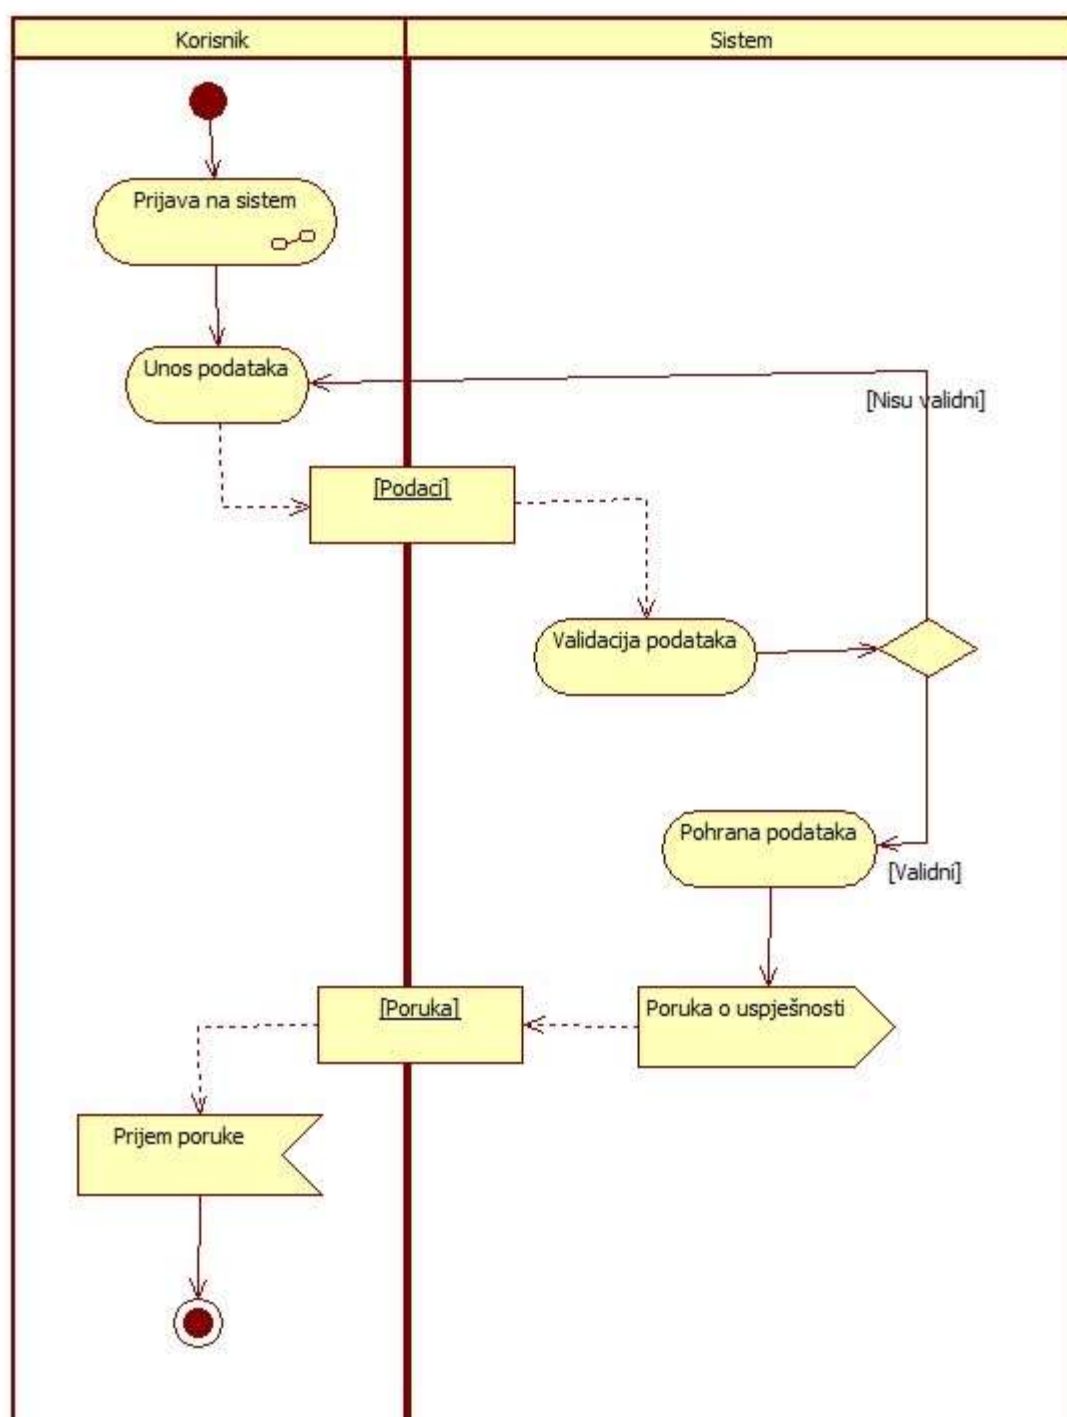 Korisnik
Sistem
Prijava na sistem
Unos podataka
[Nisu validni]
[Podaci]
Validacija podataka
Pohrana podataka
[Validni]
[Poruka]
Poruka o uspješnosti
Prijem poruke